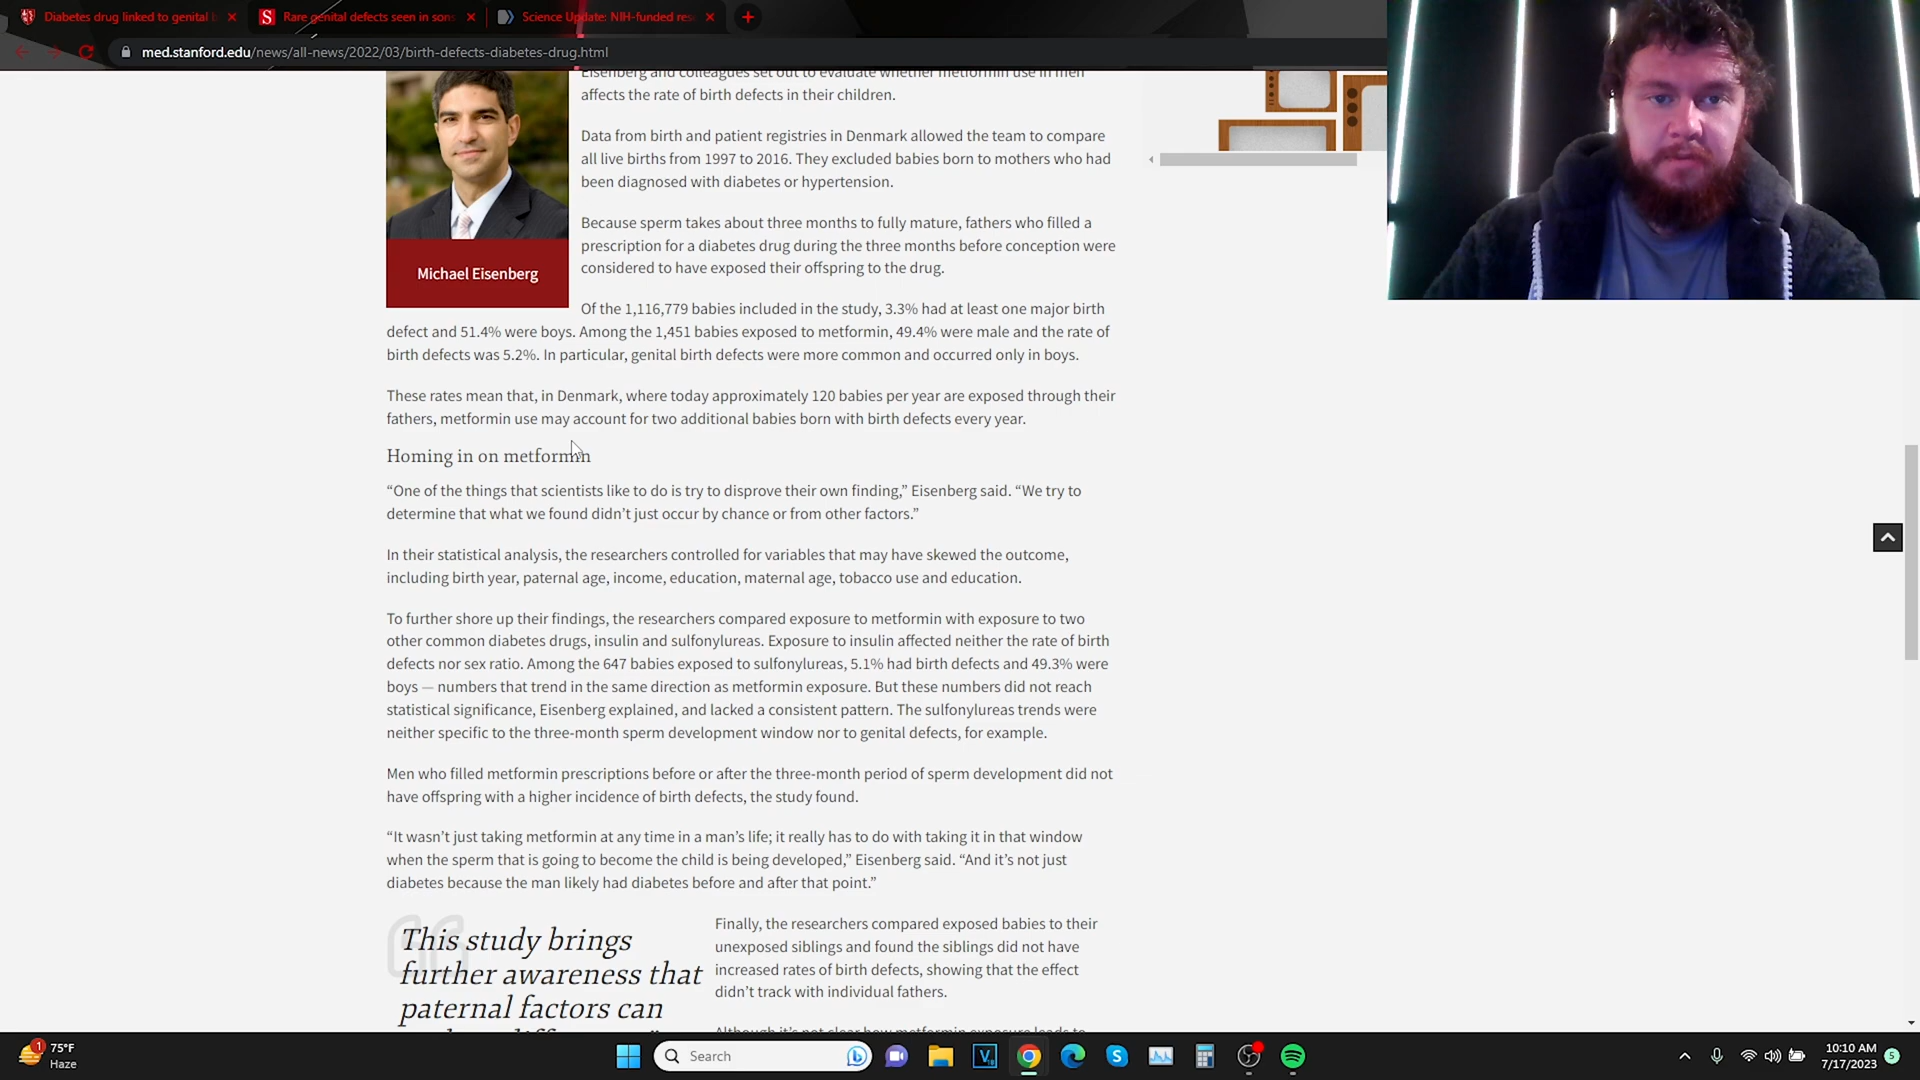 Diabetes drug linked to genital b
Rare genital defects seen in sons
Science Update: NIH-funded res
med.stanford.edu/news/all-news/2022/03/birth-defects-diabetes-drug.html
Eisenberg and colleagues set out to evaluate whether metformin use in men
affects the rate of birth defects in their children.
Data from birth and patient registries in Denmark allowed the team to compare
all live births from 1997 to 2016. They excluded babies born to mothers who had
been diagnosed with diabetes or hypertension.
Because sperm takes about three months to fully mature, fathers who filled a
prescription for a diabetes drug during the three months before conception were
considered to have exposed their offspring to the drug.
Michael Eisenberg
Of the 1,116,779 babies included in the study, 3.3% had at least one major birth
defect and 51.4% were boys. Among the 1,451 babies exposed to metformin, 49.4% were male and the rate of
birth defects was 5.2%. In particular, genital birth defects were more common and occurred only in boys.
These rates mean that, in Denmark, where today approximately 120 babies per year are exposed through their
fathers, metformin use may account for two additional babies born with birth defects every year.
Homing in on metformin
“One of the things that scientists like to do is try to disprove their own finding,” Eisenberg said. “We try to
determine that what we found didn’t just occur by chance or from other factors.”
In their statistical analysis, the researchers controlled for variables that may have skewed the outcome,
including birth year, paternal age, income, education, maternal age, tobacco use and education.
To further shore up their findings, the researchers compared exposure to metformin with exposure to two
other common diabetes drugs, insulin and sulfonylureas. Exposure to insulin affected neither the rate of birth
defects nor sex ratio. Among the 647 babies exposed to sulfonylureas, 5.1% had birth defects and 49.3% were
boys — numbers that trend in the same direction as metformin exposure. But these numbers did not reach
statistical significance, Eisenberg explained, and lacked a consistent pattern. The sulfonylureas trends were
neither specific to the three-month sperm development window nor to genital defects, for example.
Men who filled metformin prescriptions before or after the three-month period of sperm development did not
have offspring with a higher incidence of birth defects, the study found.
“It wasn’t just taking metformin at any time in a man’s life; it really has to do with taking it in that window
when the sperm that is going to become the child is being developed,” Eisenberg said. “And it’s not just
diabetes because the man likely had diabetes before and after that point.”
This study brings
further awareness that
paternal factors can
Finally, the researchers compared exposed babies to their
unexposed siblings and found the siblings did not have
increased rates of birth defects, showing that the effect
didn’t track with individual fathers.
Although it’s not clear how metformin exposure leads to
1
75°F
Haze
Search
10:10 AM
7/17/2023
5